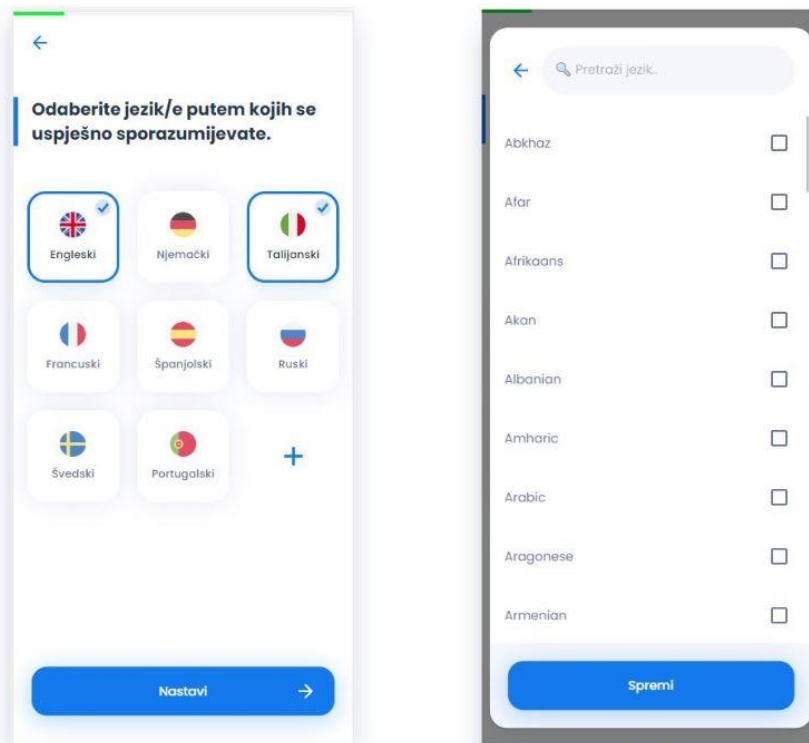 Odaberite jezik/e putem kojih se
uspješno sporazumijevate.
Engleski
Njemački
Talijanski
Francuski
Španjolski
Ruski
Švedski
Portugalski
Nastavi
Pretraži jezik..
Abkhaz
Afar
Afrikaans
Akan
Albanian
Amharic
Arabic
Aragonese
Armenian
Spremi